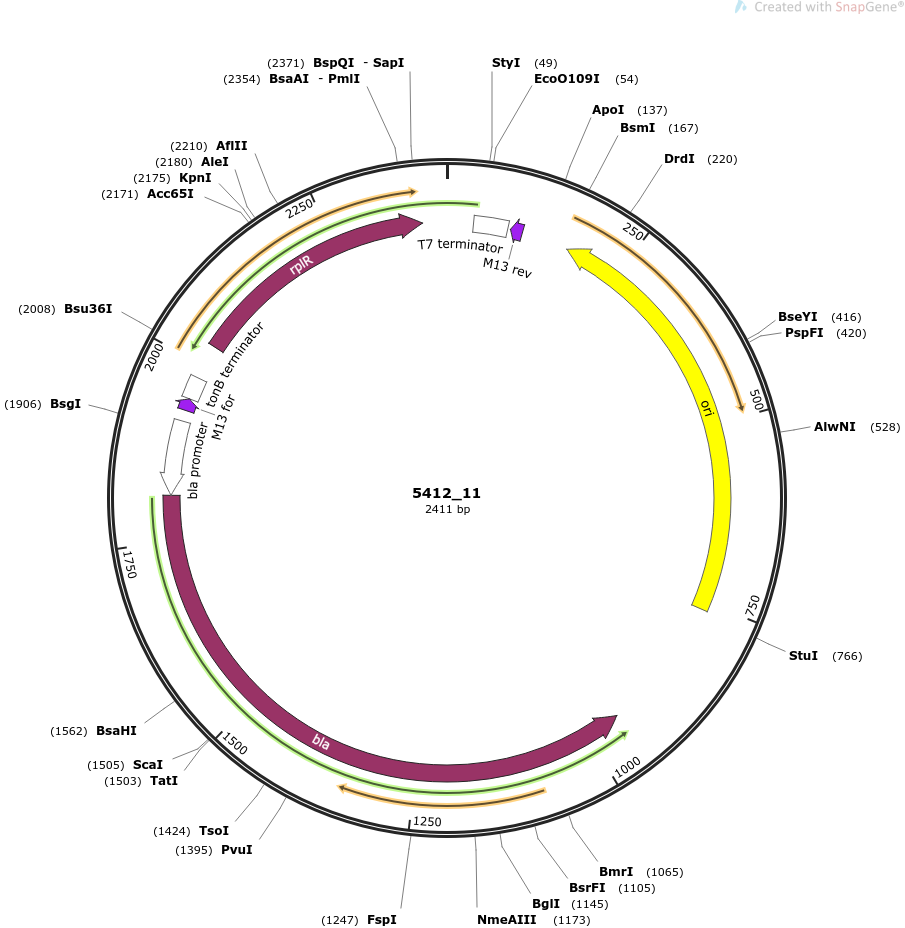 Created with SnapGene®
(2371) BspQI - SapI
(2354) BsaAI - PmlI
StyI (49)
EcoO109I (54)
ApoI (137)
BsmI (167)
DrdI (220)
(2210) AflII
(2180) AleI
(2175) KpnI
(2171) Acc65I
2250
250
T7 terminator
M13 rev
rplR
(2008) Bsu36I
2000
BseYI (416)
PspFI (420)
tonB terminator
M13 for
bla promoter
(1906) BsgI
ori
500
AlwNI (528)
5412_11
2411 bp
1750
750
StuI (766)
(1562) BsaHI
bla
1500
(1505) ScaI
(1503) TatI
1000
1250
(1424) TsoI
(1395) PvuI
BmrI (1065)
BsrFI (1105)
BglI (1145)
(1247) FspI
NmeAIII (1173)